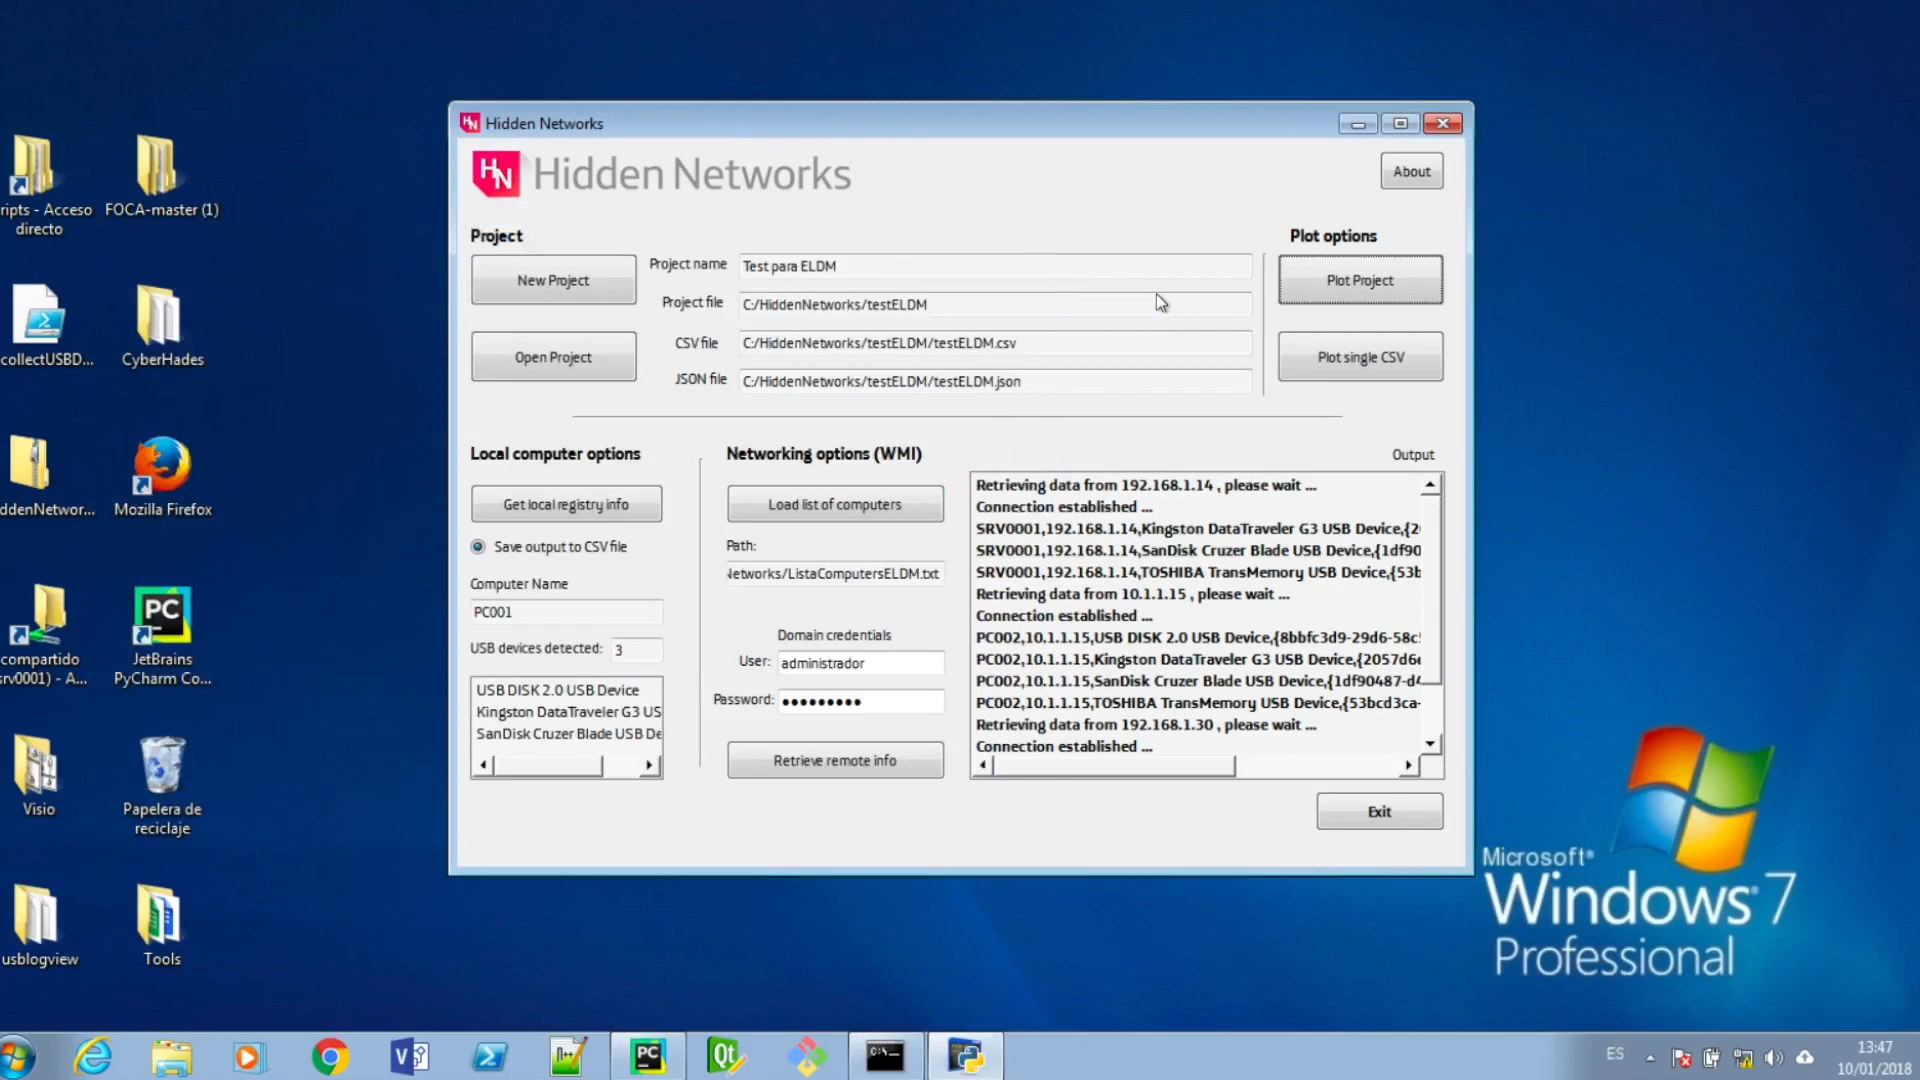 Hidden Networks
HN Hidden Networks
About
Project
Plot options
New Project
Project name
Test para ELDM
Plot Project
Project file
C:/HiddenNetworks/testELDM
Open Project
CSV file
C:/HiddenNetworks/testELDM/testELDM.csv
Plot single CSV
JSON file
C:/HiddenNetworks/testELDM/testELDM.json
Local computer options
Get local registry info
Save output to CSV file
Computer Name
PC001
USB devices detected: 3
USB DISK 2.0 USB Device
Kingston DataTraveler G3 US
SanDisk Cruzer Blade USB De
Networking options (WMI)
Load list of computers
Path:
Networks/ListaComputersELDM.txt
Domain credentials
User: administrador
Password: ●●●●●●●●●
Retrieve remote info
Output
Retrieving data from 192.168.1.14 , please wait ...
Connection established ...
SRV0001,192.168.1.14,Kingston DataTraveler G3 USB Device,{2
SRV0001,192.168.1.14,SanDisk Cruzer Blade USB Device,{1df90
SRV0001,192.168.1.14,TOSHIBA TransMemory USB Device,{53b
Retrieving data from 10.1.1.15 , please wait ...
Connection established ...
PC002,10.1.1.15,USB DISK 2.0 USB Device,{8bbfc3d9-29d6-58c
PC002,10.1.1.15,Kingston DataTraveler G3 USB Device,{2057d6
PC002,10.1.1.15,SanDisk Cruzer Blade USB Device,{1df90487-d4
PC002,10.1.1.15,TOSHIBA TransMemory USB Device,{53bcd3ca-
Retrieving data from 192.168.1.30 , please wait ...
Connection established ...
Exit
ripts - Acceso
directo
FOCA-master (1)
collectUSBD...
CyberHades
ddenNetwor...
Mozilla Firefox
compartido
srv0001) - A...
PC
JetBrains
PyCharm Co...
Visio
Papelera de
reciclaje
usblogview
Tools
Microsoft®
Windows 7
Professional
PC
Qt
C:\
ES
13:47
10/01/2018